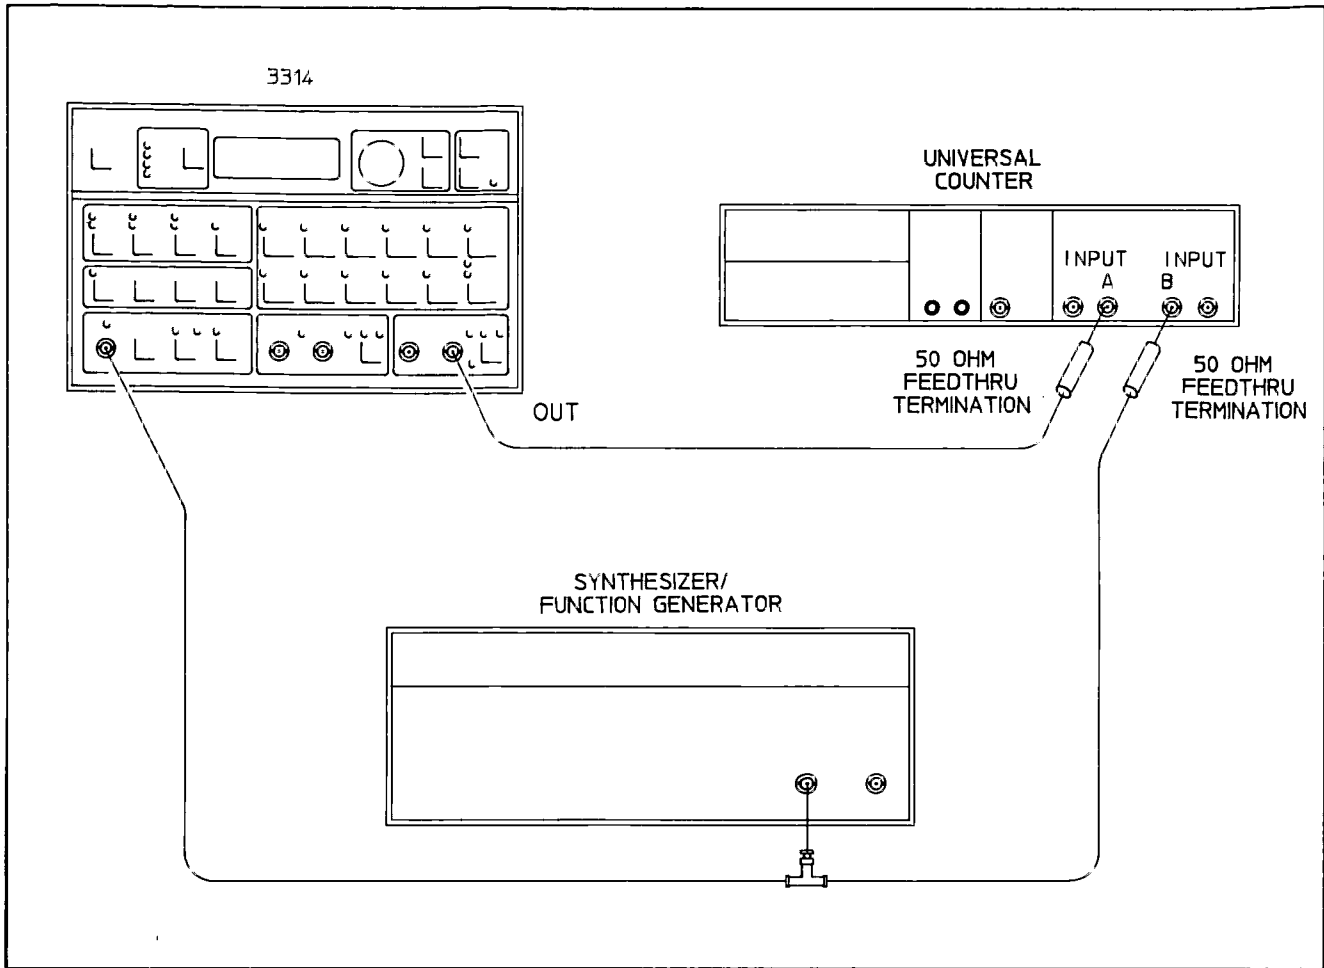 3314
UNIVERSAL
COUNTER
INPUT
A
INPUT
B
50 OHM
FEEDTHRU
TERMINATION
50 OHM
FEEDTHRU
TERMINATION
OUT
SYNTHESIZER/
FUNCTION GENERATOR